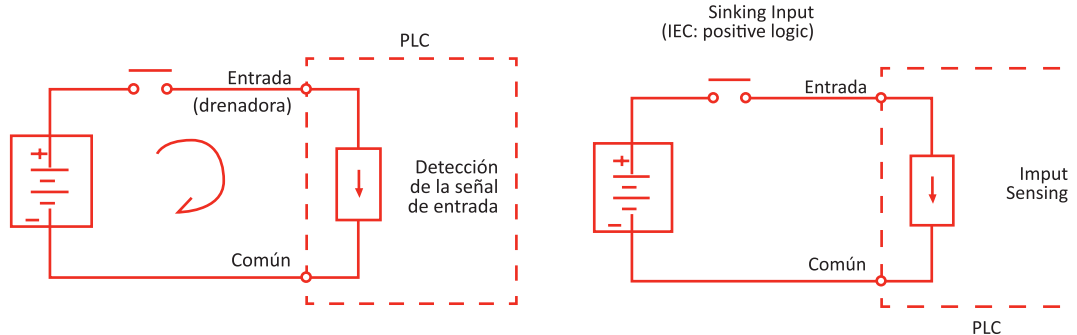 PLC
Entrada
(drenadora)
+
Detección
de la señal
de entrada
−
Común
Sinking Input
(IEC: positive logic)
Entrada
+
Imput
Sensing
−
Común
PLC